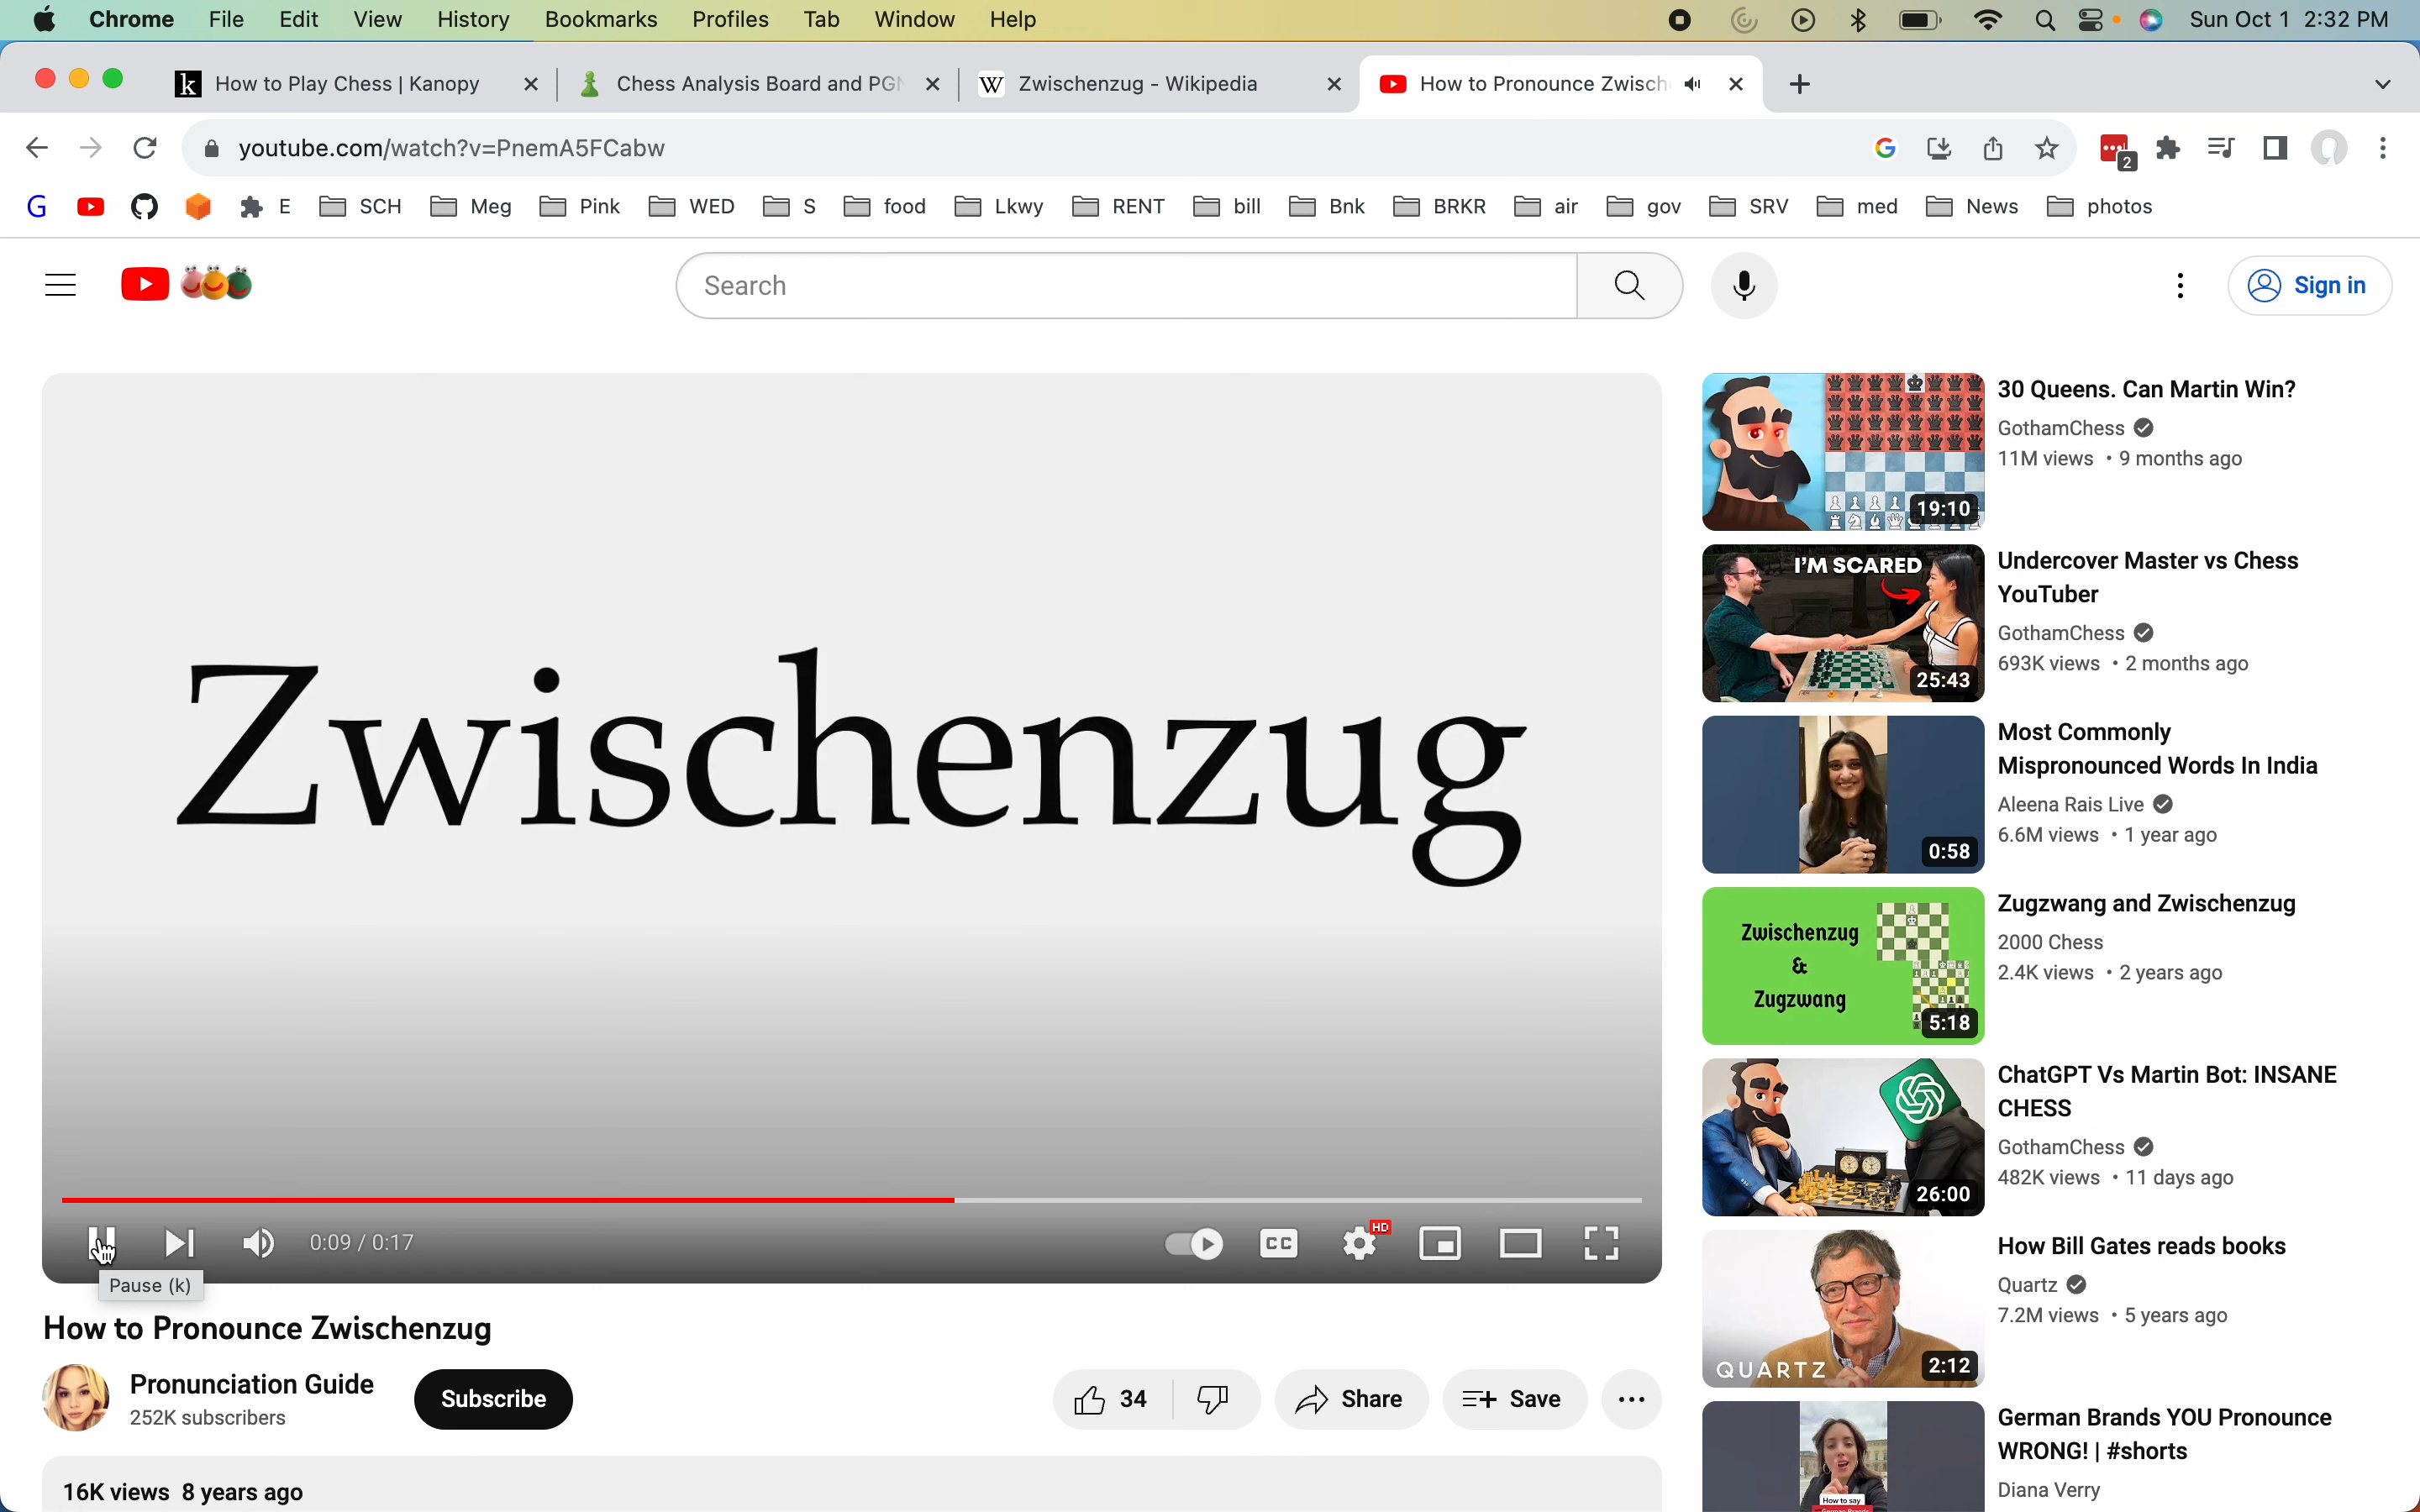 Chrome File Edit View History Bookmarks Profiles Tab Window Help Sun Oct 1 2:32 PM
How to Play Chess | Kanopy Chess Analysis Board and PGN Zwischenzug - Wikipedia How to Pronounce Zwisch
youtube.com/watch?v=PnemA5FCabw 2
G E SCH Meg Pink WED S food Lkwy RENT bill Bnk BRKR air gov SRV med News photos
Search Sign in
Zwischenzug
0:09 / 0:17 CC HD
Pause (k)
How to Pronounce Zwischenzug
Pronunciation Guide
252K subscribers
Subscribe
34 Share Save
16K views 8 years ago
19:10
30 Queens. Can Martin Win?
GothamChess
11M views • 9 months ago
I'M SCARED
25:43
Undercover Master vs Chess
YouTuber
GothamChess
693K views • 2 months ago
0:58
Most Commonly
Mispronounced Words In India
Aleena Rais Live
6.6M views • 1 year ago
Zwischenzug
&
Zugzwang
5:18
Zugzwang and Zwischenzug
2000 Chess
2.4K views • 2 years ago
26:00
ChatGPT Vs Martin Bot: INSANE
CHESS
GothamChess
482K views • 11 days ago
QUARTZ
2:12
How Bill Gates reads books
Quartz
7.2M views • 5 years ago
How to say
German Brands YOU Pronounce
WRONG! | #shorts
Diana Verry